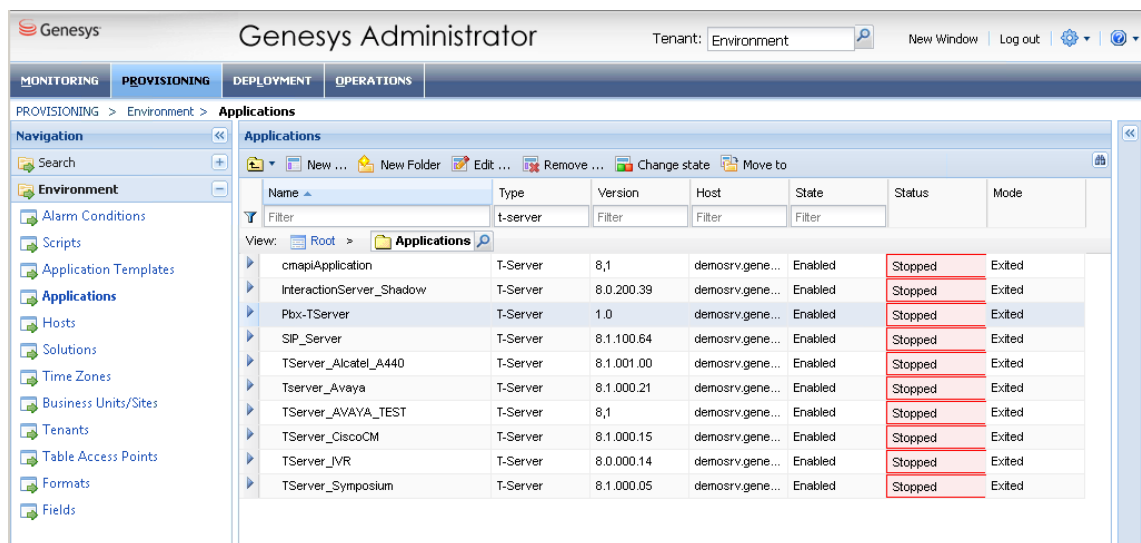 Genesys Genesys Administrator Tenant: Environment New Window Log out
MONITORING PROVISIONING DEPLOYMENT OPERATIONS
PROVISIONING > Environment > Applications
Navigation
Search
Environment
Alarm Conditions
Scripts
Application Templates
Applications
Hosts
Solutions
Time Zones
Business Units/Sites
Tenants
Table Access Points
Formats
Fields
Applications
New ... New Folder Edit ... Remove ... Change state Move to
Name Type Version Host State Status Mode
Filter t-server Filter Filter Filter
View: Root > Applications
cmapiApplication T-Server 8,1 demosrv.gene... Enabled Stopped Exited
InteractionServer_Shadow T-Server 8.0.200.39 demosrv.gene... Enabled Stopped Exited
Pbx-TServer T-Server 1.0 demosrv.gene... Enabled Stopped Exited
SIP_Server T-Server 8.1.100.64 demosrv.gene... Enabled Stopped Exited
TServer_Alcatel_A440 T-Server 8.1.001.00 demosrv.gene... Enabled Stopped Exited
Tserver_Avaya T-Server 8.1.000.21 demosrv.gene... Enabled Stopped Exited
TServer_AVAYA_TEST T-Server 8,1 demosrv.gene... Enabled Stopped Exited
TServer_CiscoCM T-Server 8.1.000.15 demosrv.gene... Enabled Stopped Exited
TServer_IVR T-Server 8.0.000.14 demosrv.gene... Enabled Stopped Exited
TServer_Symposium T-Server 8.1.000.05 demosrv.gene... Enabled Stopped Exited